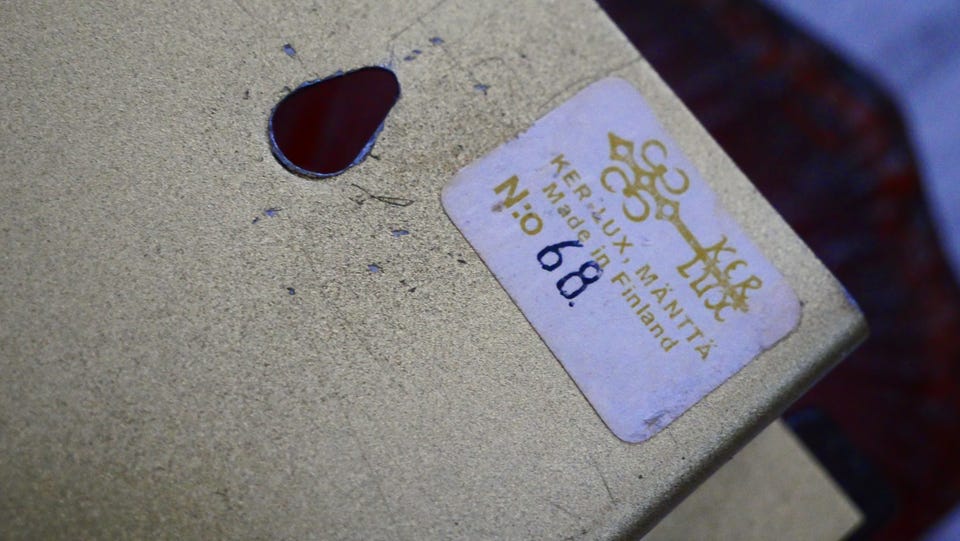 KER
LUX
KER-LUX, MÄNTTÄ
Made in Finland
N:o 68.